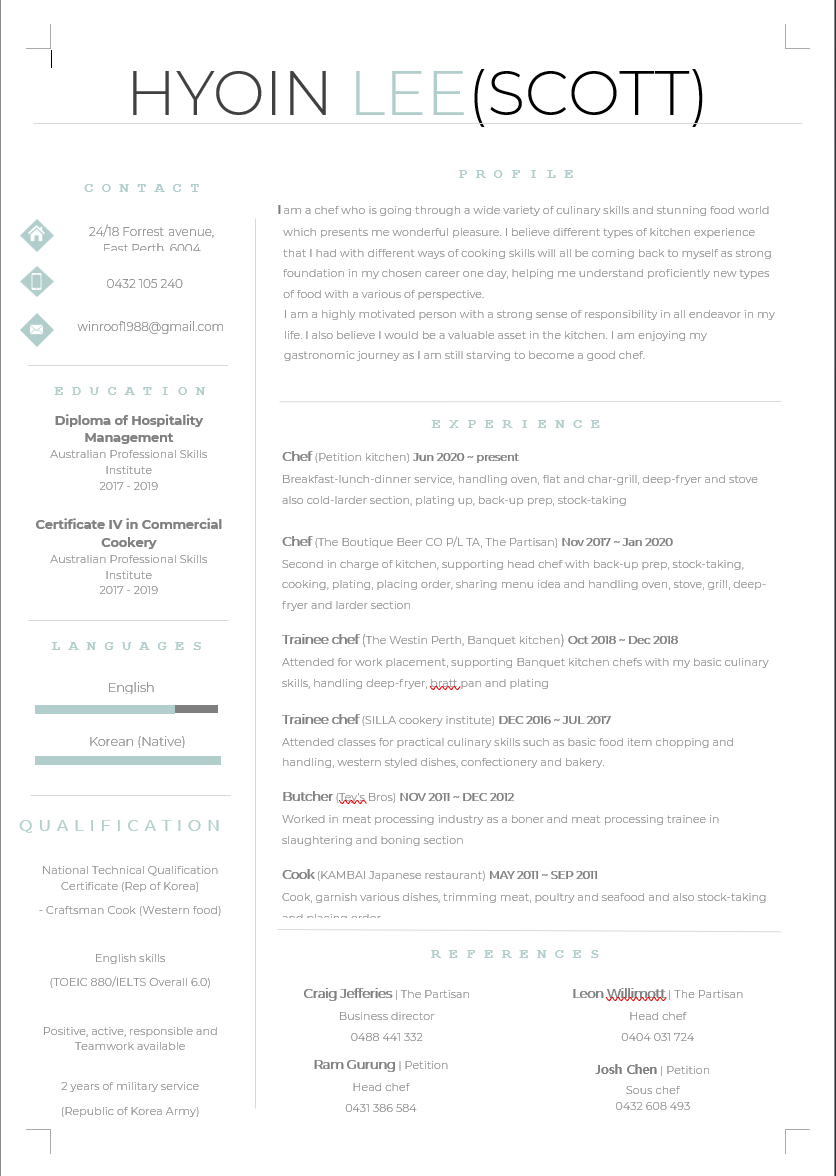 HYOIN LEE(SCOTT)
CONTACT
24/18 Forrest avenue,
East Perth, 6004
0432 105 240
winroof1988@gmail.com
EDUCATION
Diploma of Hospitality
Management
Australian Professional Skills
Institute
2017 - 2019
Certificate IV in Commercial
Cookery
Australian Professional Skills
Institute
2017 - 2019
LANGUAGES
English
Korean (Native)
QUALIFICATION
National Technical Qualification
Certificate (Rep of Korea)
- Craftsman Cook (Western food)
English skills
(TOEIC 880/IELTS Overall 6.0)
Positive, active, responsible and
Teamwork available
2 years of military service
(Republic of Korea Army)
PROFILE
I am a chef who is going through a wide variety of culinary skills and stunning food world
which presents me wonderful pleasure. I believe different types of kitchen experience
that I had with different ways of cooking skills will all be coming back to myself as strong
foundation in my chosen career one day, helping me understand proficiently new types
of food with a various of perspective.
I am a highly motivated person with a strong sense of responsibility in all endeavor in my
life. I also believe I would be a valuable asset in the kitchen. I am enjoying my
gastronomic journey as I am still starving to become a good chef.
EXPERIENCE
Chef (Petition kitchen) Jun 2020 ~ present
Breakfast-lunch-dinner service, handling oven, flat and char-grill, deep-fryer and stove
also cold-larder section, plating up, back-up prep, stock-taking
Chef (The Boutique Beer CO P/L TA, The Partisan) Nov 2017 ~ Jan 2020
Second in charge of kitchen, supporting head chef with back-up prep, stock-taking,
cooking, plating, placing order, sharing menu idea and handling oven, stove, grill, deep-
fryer and larder section
Trainee chef (The Westin Perth, Banquet kitchen) Oct 2018 ~ Dec 2018
Attended for work placement, supporting Banquet kitchen chefs with my basic culinary
skills, handling deep-fryer, bratt pan and plating
Trainee chef (SILLA cookery institute) DEC 2016 ~ JUL 2017
Attended classes for practical culinary skills such as basic food item chopping and
handling, western styled dishes, confectionery and bakery.
Butcher (Tey's Bros) NOV 2011 ~ DEC 2012
Worked in meat processing industry as a boner and meat processing trainee in
slaughtering and boning section
Cook (KAMBAI Japanese restaurant) MAY 2011 ~ SEP 2011
Cook, garnish various dishes, trimming meat, poultry and seafood and also stock-taking
and placing order
REFERENCES
Craig Jefferies | The Partisan
Business director
0488 441 332
Ram Gurung | Petition
Head chef
0431 386 584
Leon Willimott | The Partisan
Head chef
0404 031 724
Josh Chen | Petition
Sous chef
0432 608 493